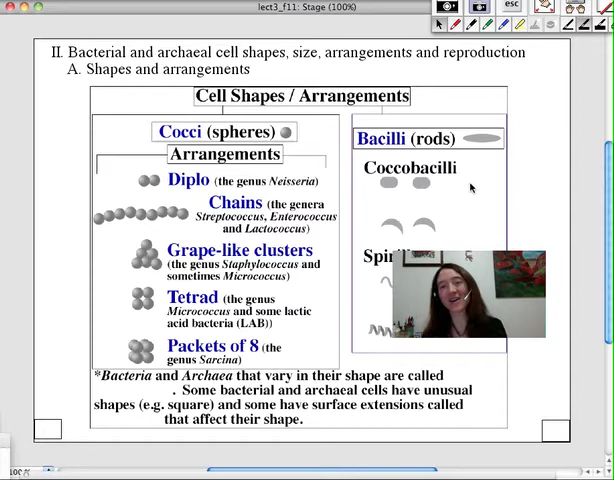 lect3_f11: Stage (100%)
esc
II. Bacterial and archaeal cell shapes, size, arrangements and reproduction
A. Shapes and arrangements
Cell Shapes / Arrangements
Cocci (spheres)
Arrangements
Diplo (the genus Neisseria)
Chains (the genera
Streptococcus, Enterococcus
and Lactococcus)
Grape-like clusters
(the genus Staphylococcus and
sometimes Micrococcus)
Tetrad (the genus
Micrococcus and some lactic
acid bacteria (LAB))
Packets of 8 (the
genus Sarcina)
Bacilli (rods)
Coccobacilli
*Bacteria and Archaea that vary in their shape are called
. Some bacterial and archaeal cells have unusual
shapes (e.g. square) and some have surface extensions called
that affect their shape.